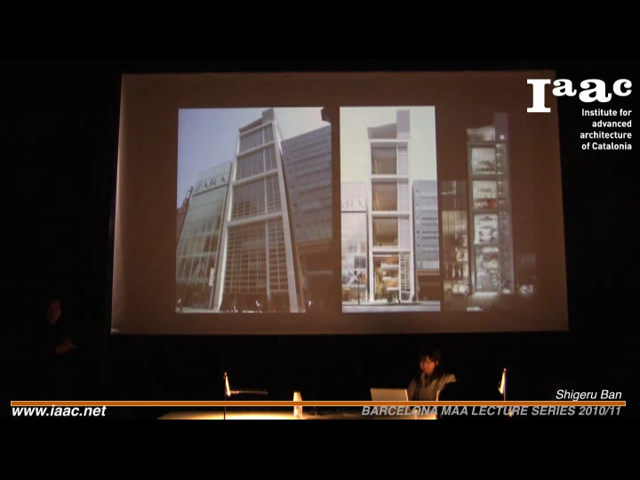 Iaac
Institute for
advanced
architecture
of Catalonia
ZARA
Shigeru Ban
www.iaac.net
BARCELONA MAA LECTURE SERIES 2010/11